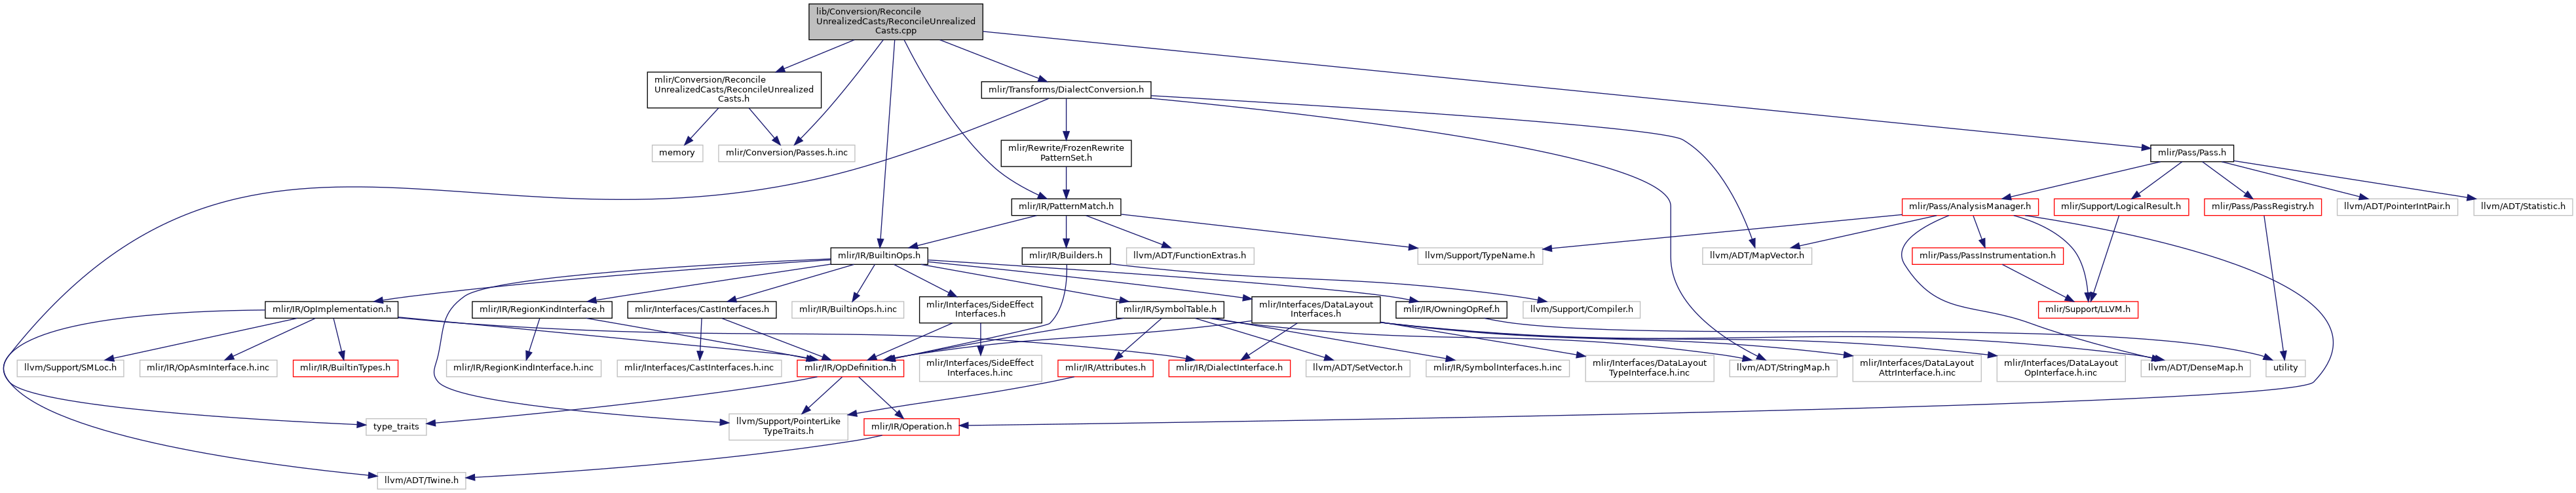 lib/Conversion/Reconcile
UnrealizedCasts/ReconcileUnrealized
Casts.cpp
mlir/Conversion/Reconcile
UnrealizedCasts/ReconcileUnrealized
Casts.h
mlir/Transforms/DialectConversion.h
memory
mlir/Conversion/Passes.h.inc
mlir/Rewrite/FrozenRewrite
PatternSet.h
mlir/Pass/Pass.h
mlir/IR/PatternMatch.h
mlir/Pass/AnalysisManager.h
mlir/Support/LogicalResult.h
mlir/Pass/PassRegistry.h
llvm/ADT/PointerIntPair.h
llvm/ADT/Statistic.h
mlir/IR/BuiltinOps.h
mlir/IR/Builders.h
llvm/ADT/FunctionExtras.h
llvm/Support/TypeName.h
llvm/ADT/MapVector.h
mlir/Pass/PassInstrumentation.h
mlir/IR/OpImplementation.h
mlir/IR/RegionKindInterface.h
mlir/Interfaces/CastInterfaces.h
mlir/IR/BuiltinOps.h.inc
mlir/Interfaces/SideEffect
Interfaces.h
mlir/IR/SymbolTable.h
mlir/Interfaces/DataLayout
Interfaces.h
mlir/IR/OwningOpRef.h
llvm/Support/Compiler.h
mlir/Support/LLVM.h
llvm/Support/SMLoc.h
mlir/IR/OpAsmInterface.h.inc
mlir/IR/BuiltinTypes.h
mlir/IR/RegionKindInterface.h.inc
mlir/Interfaces/CastInterfaces.h.inc
mlir/IR/OpDefinition.h
mlir/Interfaces/SideEffect
Interfaces.h.inc
mlir/IR/Attributes.h
mlir/IR/DialectInterface.h
llvm/ADT/SetVector.h
mlir/IR/SymbolInterfaces.h.inc
mlir/Interfaces/DataLayout
TypeInterface.h.inc
llvm/ADT/StringMap.h
mlir/Interfaces/DataLayout
AttrInterface.h.inc
mlir/Interfaces/DataLayout
OpInterface.h.inc
llvm/ADT/DenseMap.h
utility
type_traits
llvm/Support/PointerLike
TypeTraits.h
mlir/IR/Operation.h
llvm/ADT/Twine.h